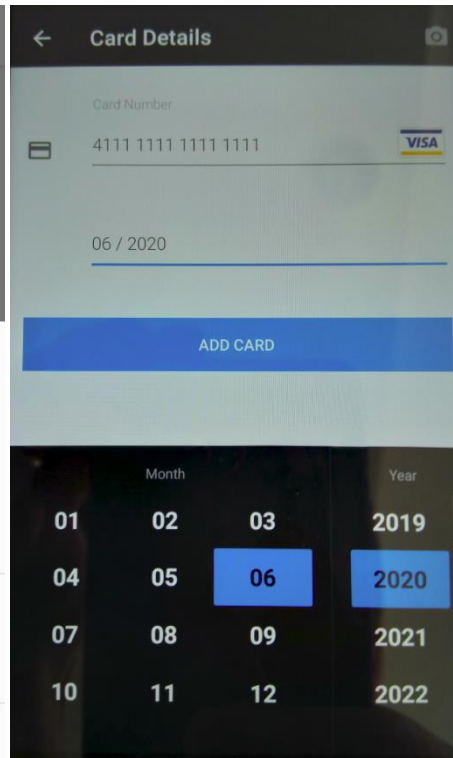 Card Details
Card Number
4111 1111 1111 1111 VISA
06 / 2020
ADD CARD
Month Year
01 02 03 2019
04 05 06 2020
07 08 09 2021
10 11 12 2022